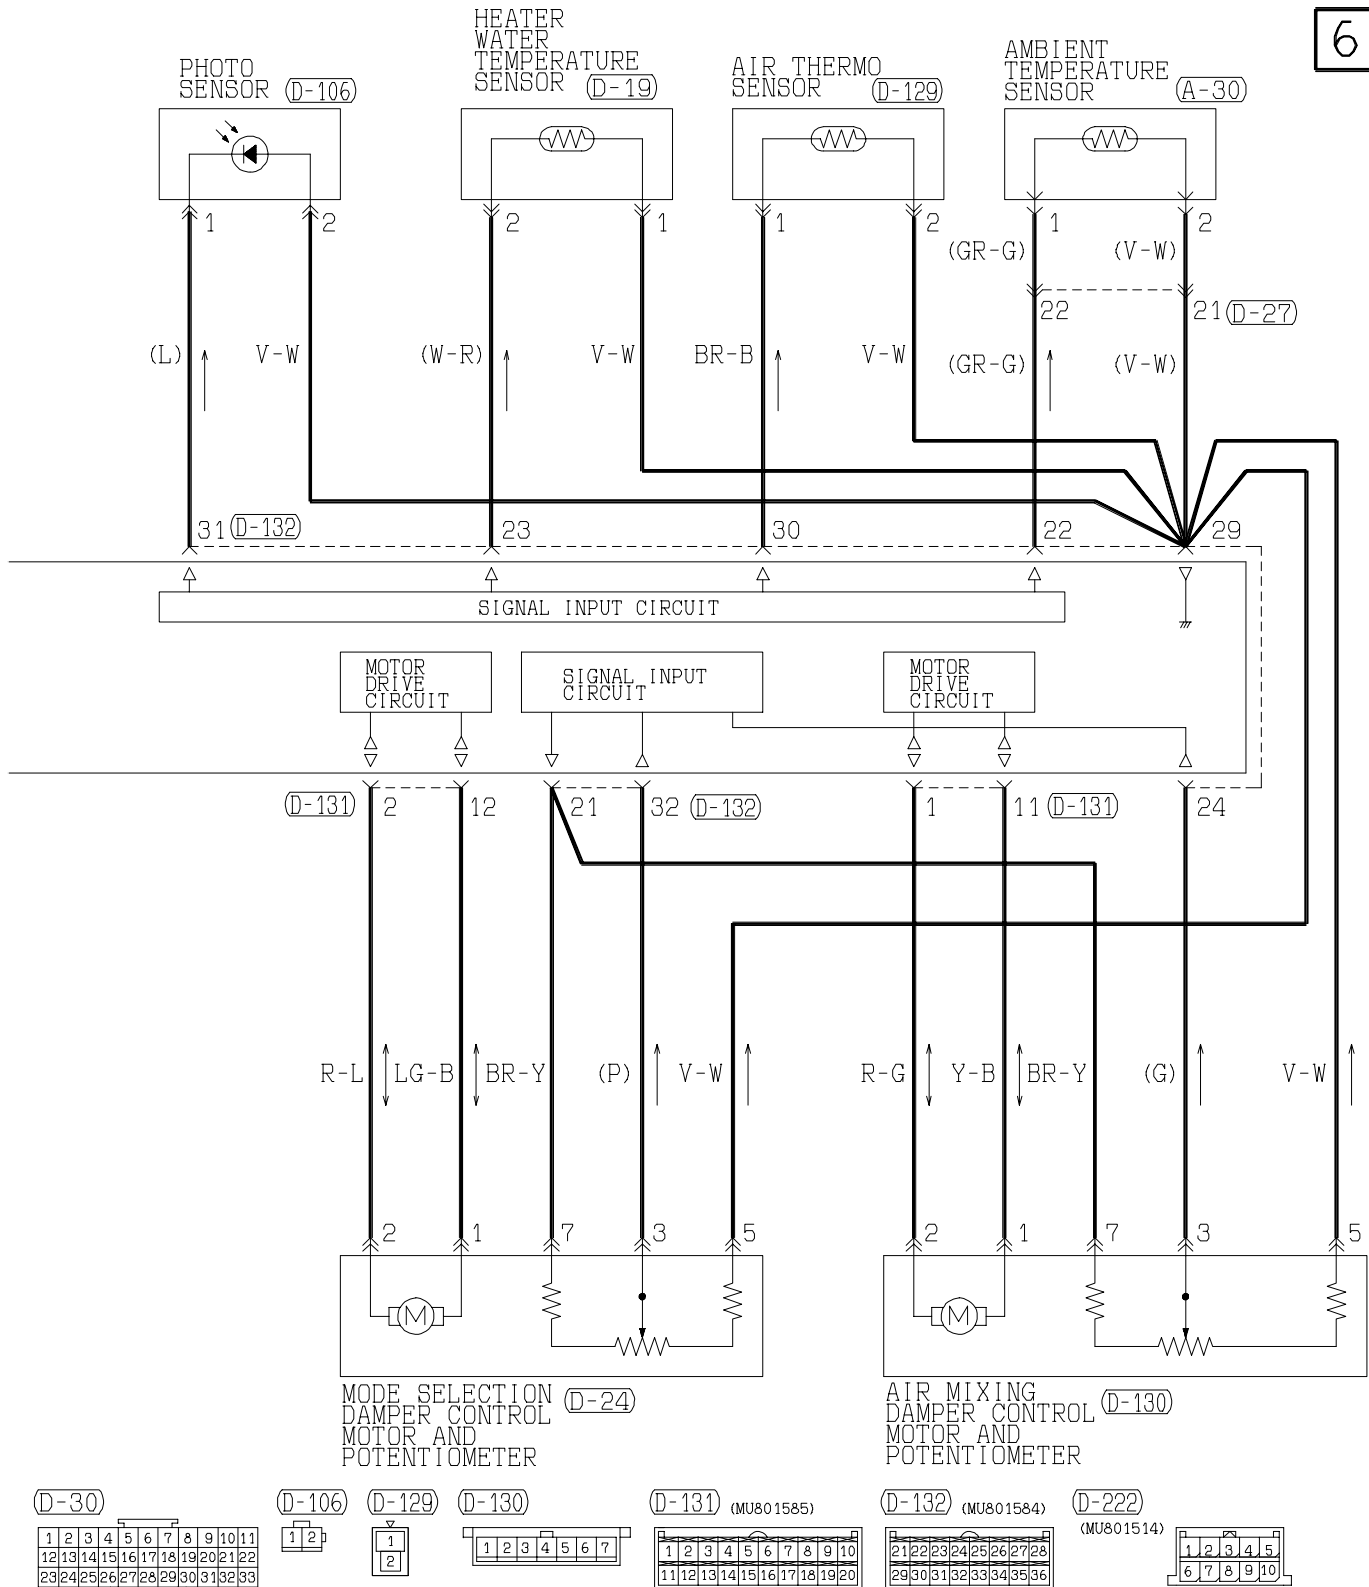 6
PHOTO
SENSOR (D-106)
HEATER
WATER
TEMPERATURE
SENSOR (D-19)
AIR THERMO
SENSOR (D-129)
AMBIENT
TEMPERATURE
SENSOR (A-30)
1 2 2 1 1 2 1 2
(GR-G) (V-W)
22 21 (D-27)
(L) V-W (W-R) V-W BR-B V-W (GR-G) (V-W)
31 (D-132) 23 30 22 29
SIGNAL INPUT CIRCUIT
MOTOR
DRIVE
CIRCUIT
SIGNAL INPUT
CIRCUIT
MOTOR
DRIVE
CIRCUIT
(D-131) 2 12 21 32 (D-132) 1 11 (D-131) 24
R-L LG-B BR-Y (P) V-W R-G Y-B BR-Y (G) V-W
2 1 7 3 5 2 1 7 3 5
M M
MODE SELECTION
DAMPER CONTROL
MOTOR AND
POTENTIOMETER
(D-24)
AIR MIXING
DAMPER CONTROL
MOTOR AND
POTENTIOMETER
(D-130)
(D-30)
1 2 3 4 5 6 7 8 9 10 11
12 13 14 15 16 17 18 19 20 21 22
23 24 25 26 27 28 29 30 31 32 33
(D-106)
1 2
(D-129)
1
2
(D-130)
1 2 3 4 5 6 7
(D-131) (MU801585)
1 2 3 4 5 6 7 8 9 10
11 12 13 14 15 16 17 18 19 20
(D-132) (MU801584)
21 22 23 24 25 26 27 28
29 30 31 32 33 34 35 36
(D-222)
(MU801514)
1 2 3 4 5
6 7 8 9 10